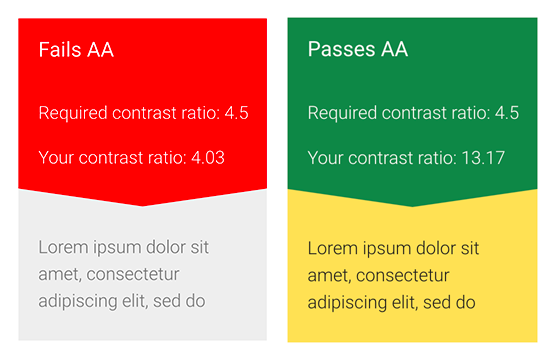 Fails AA
Required contrast ratio: 4.5
Your contrast ratio: 4.03
Lorem ipsum dolor sit
amet, consectetur
adipiscing elit, sed do
Passes AA
Required contrast ratio: 4.5
Your contrast ratio: 13.17
Lorem ipsum dolor sit
amet, consectetur
adipiscing elit, sed do